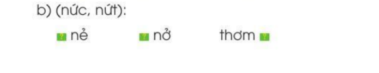 b) (nức, nứt):
nẻ nở thơm